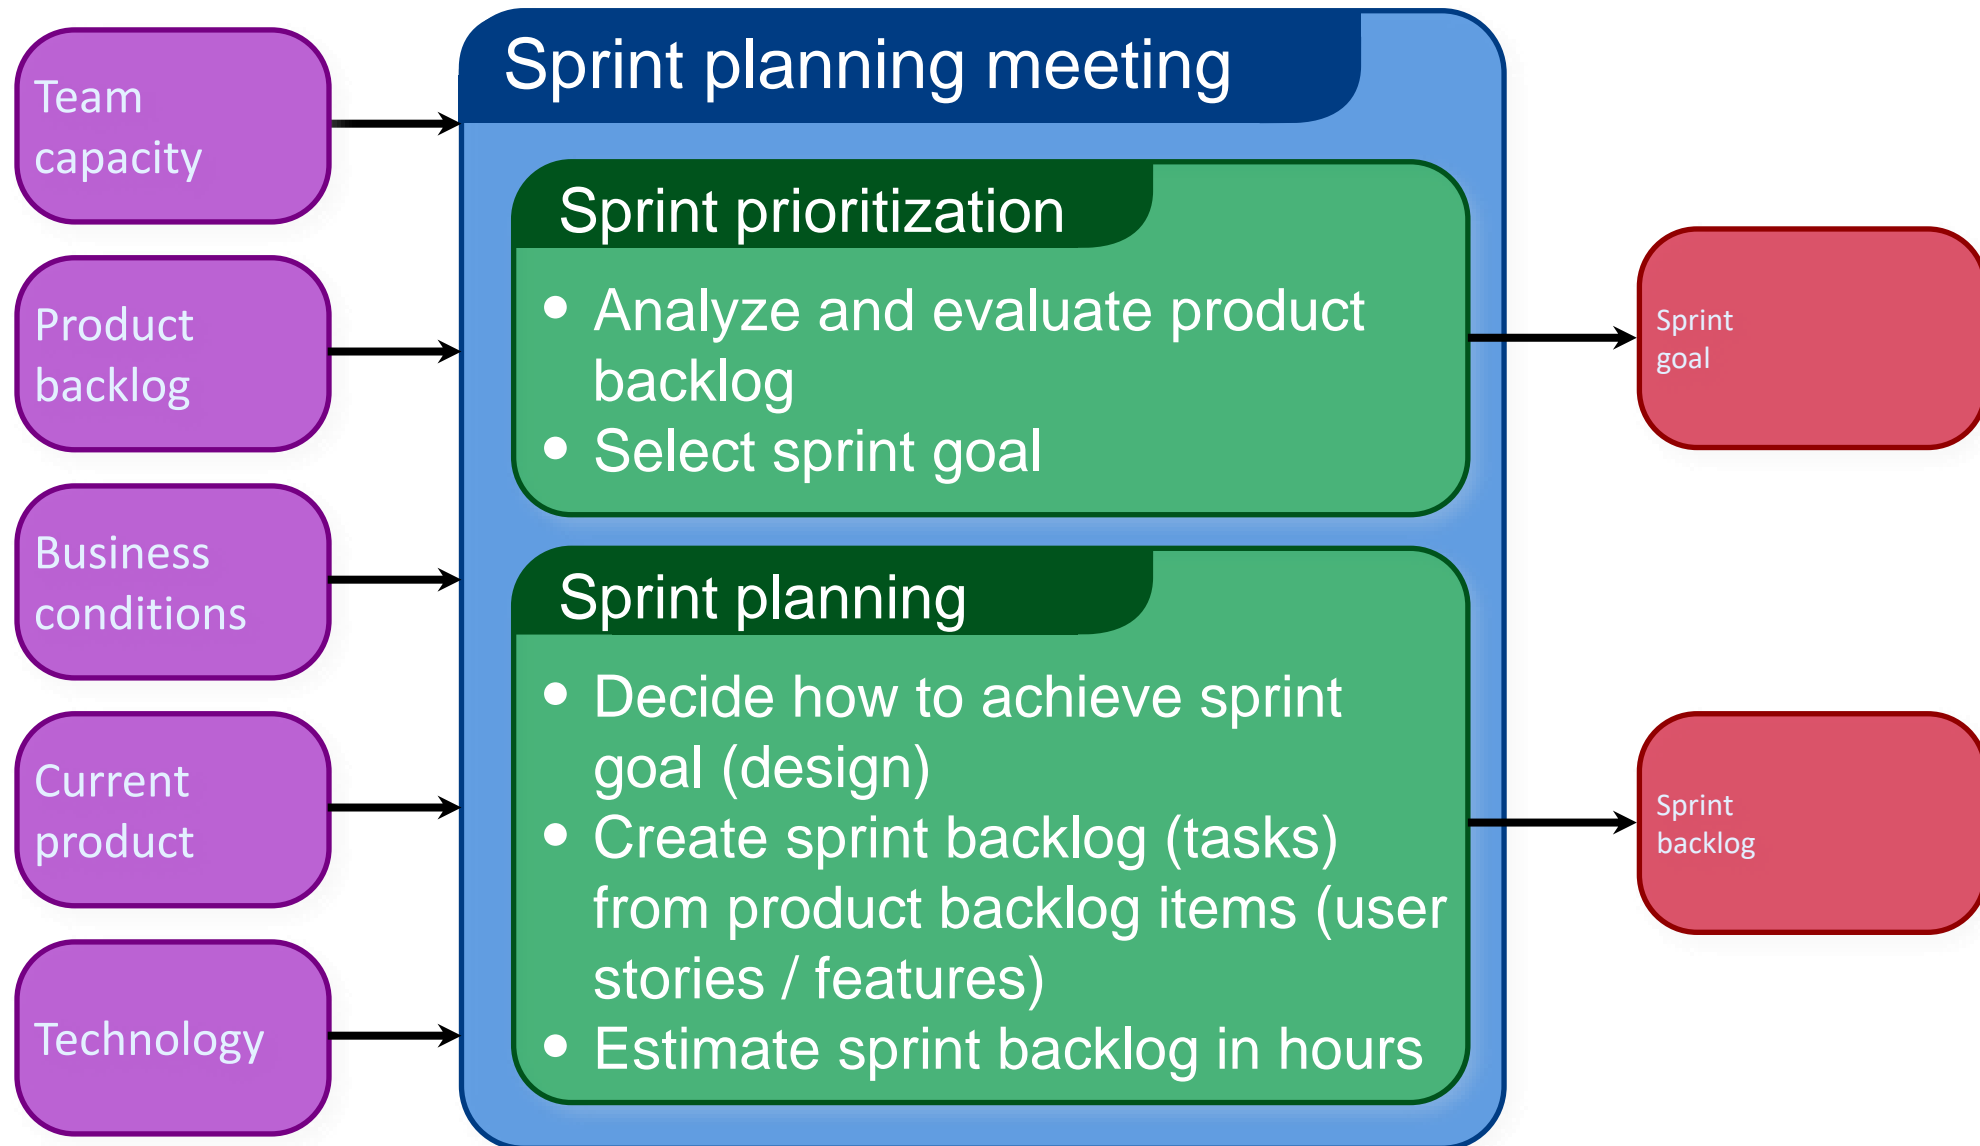 Team
capacity
Product
backlog
Business
conditions
Current
product
Technology
Sprint planning meeting
Sprint prioritization
• Analyze and evaluate product
backlog
• Select sprint goal
Sprint planning
• Decide how to achieve sprint
goal (design)
• Create sprint backlog (tasks)
from product backlog items (user
stories / features)
• Estimate sprint backlog in hours
Sprint
goal
Sprint
backlog